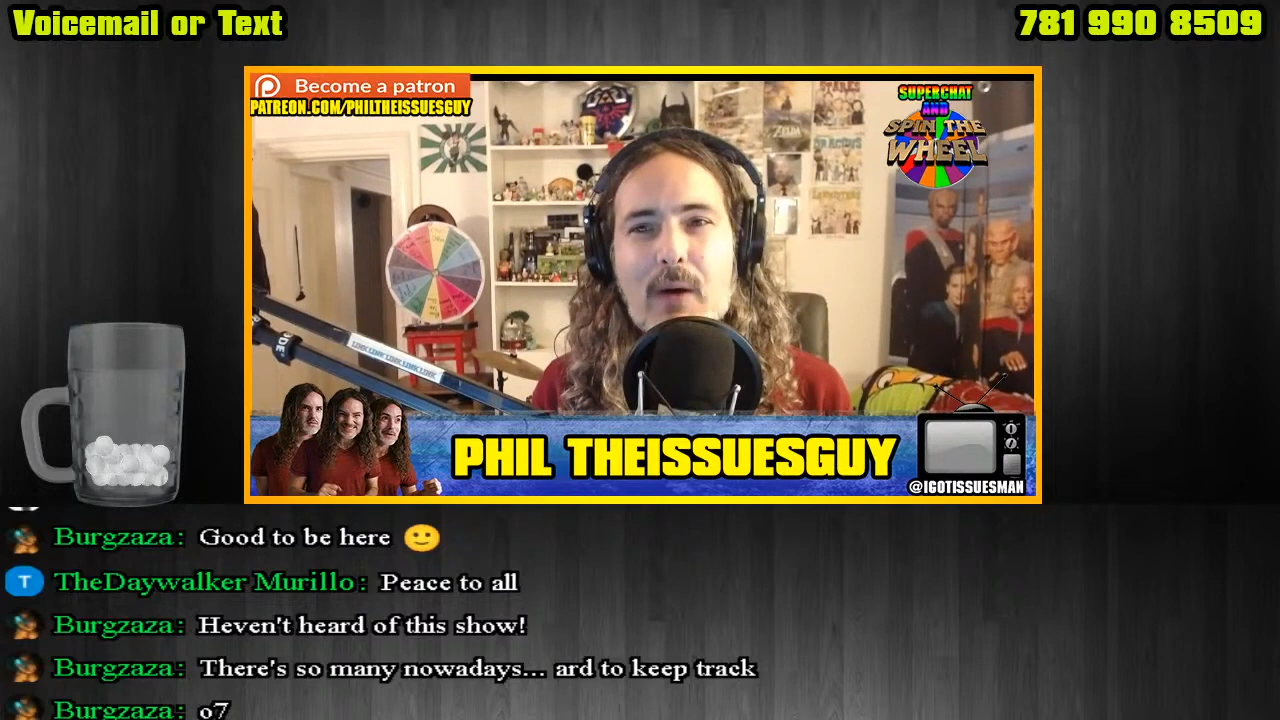 Voicemail or Text
781 990 8509
Become a patron
PATREON.COM/PHILTHEISSUESGUY
SUPERCHAT
AND
SPIN THE
WHEEL
PHIL THEISSUESGUY
@IGOTISSUESMAN
Burgzaza: Good to be here 🙂
T TheDaywalker Murillo: Peace to all
Burgzaza: Heven't heard of this show!
Burgzaza: There's so many nowadays... ard to keep track
Burgzaza: o7